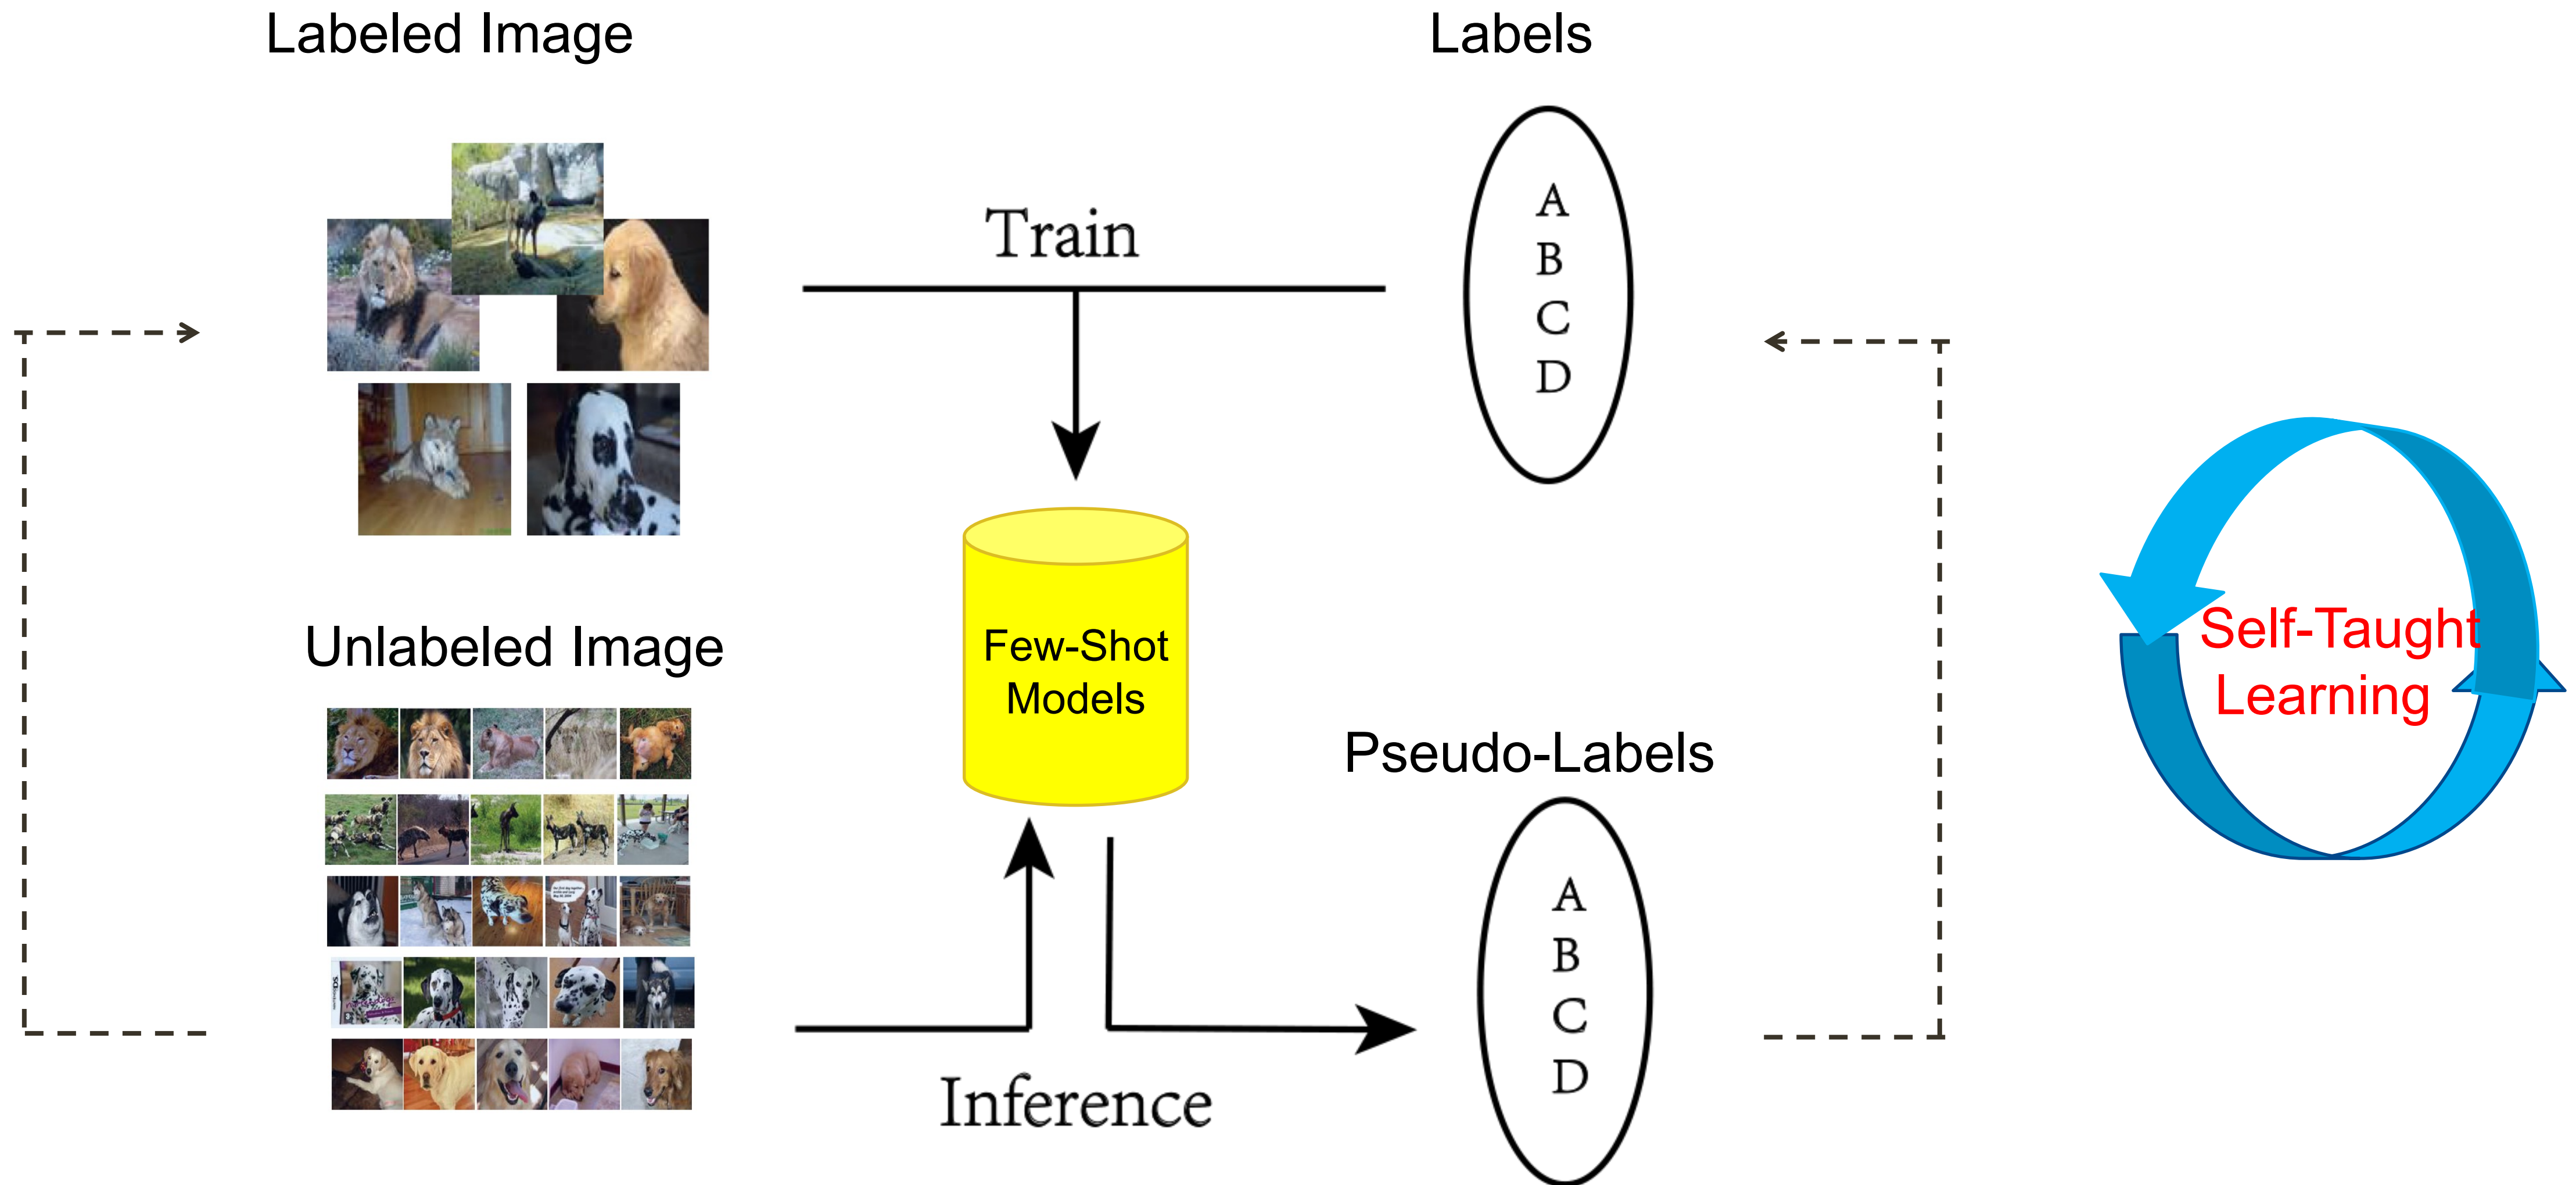 Labeled Image
Labels
Train
A
B
C
D
Few-Shot
Models
Unlabeled Image
Self-Taught
Learning
Pseudo-Labels
A
B
C
D
Inference